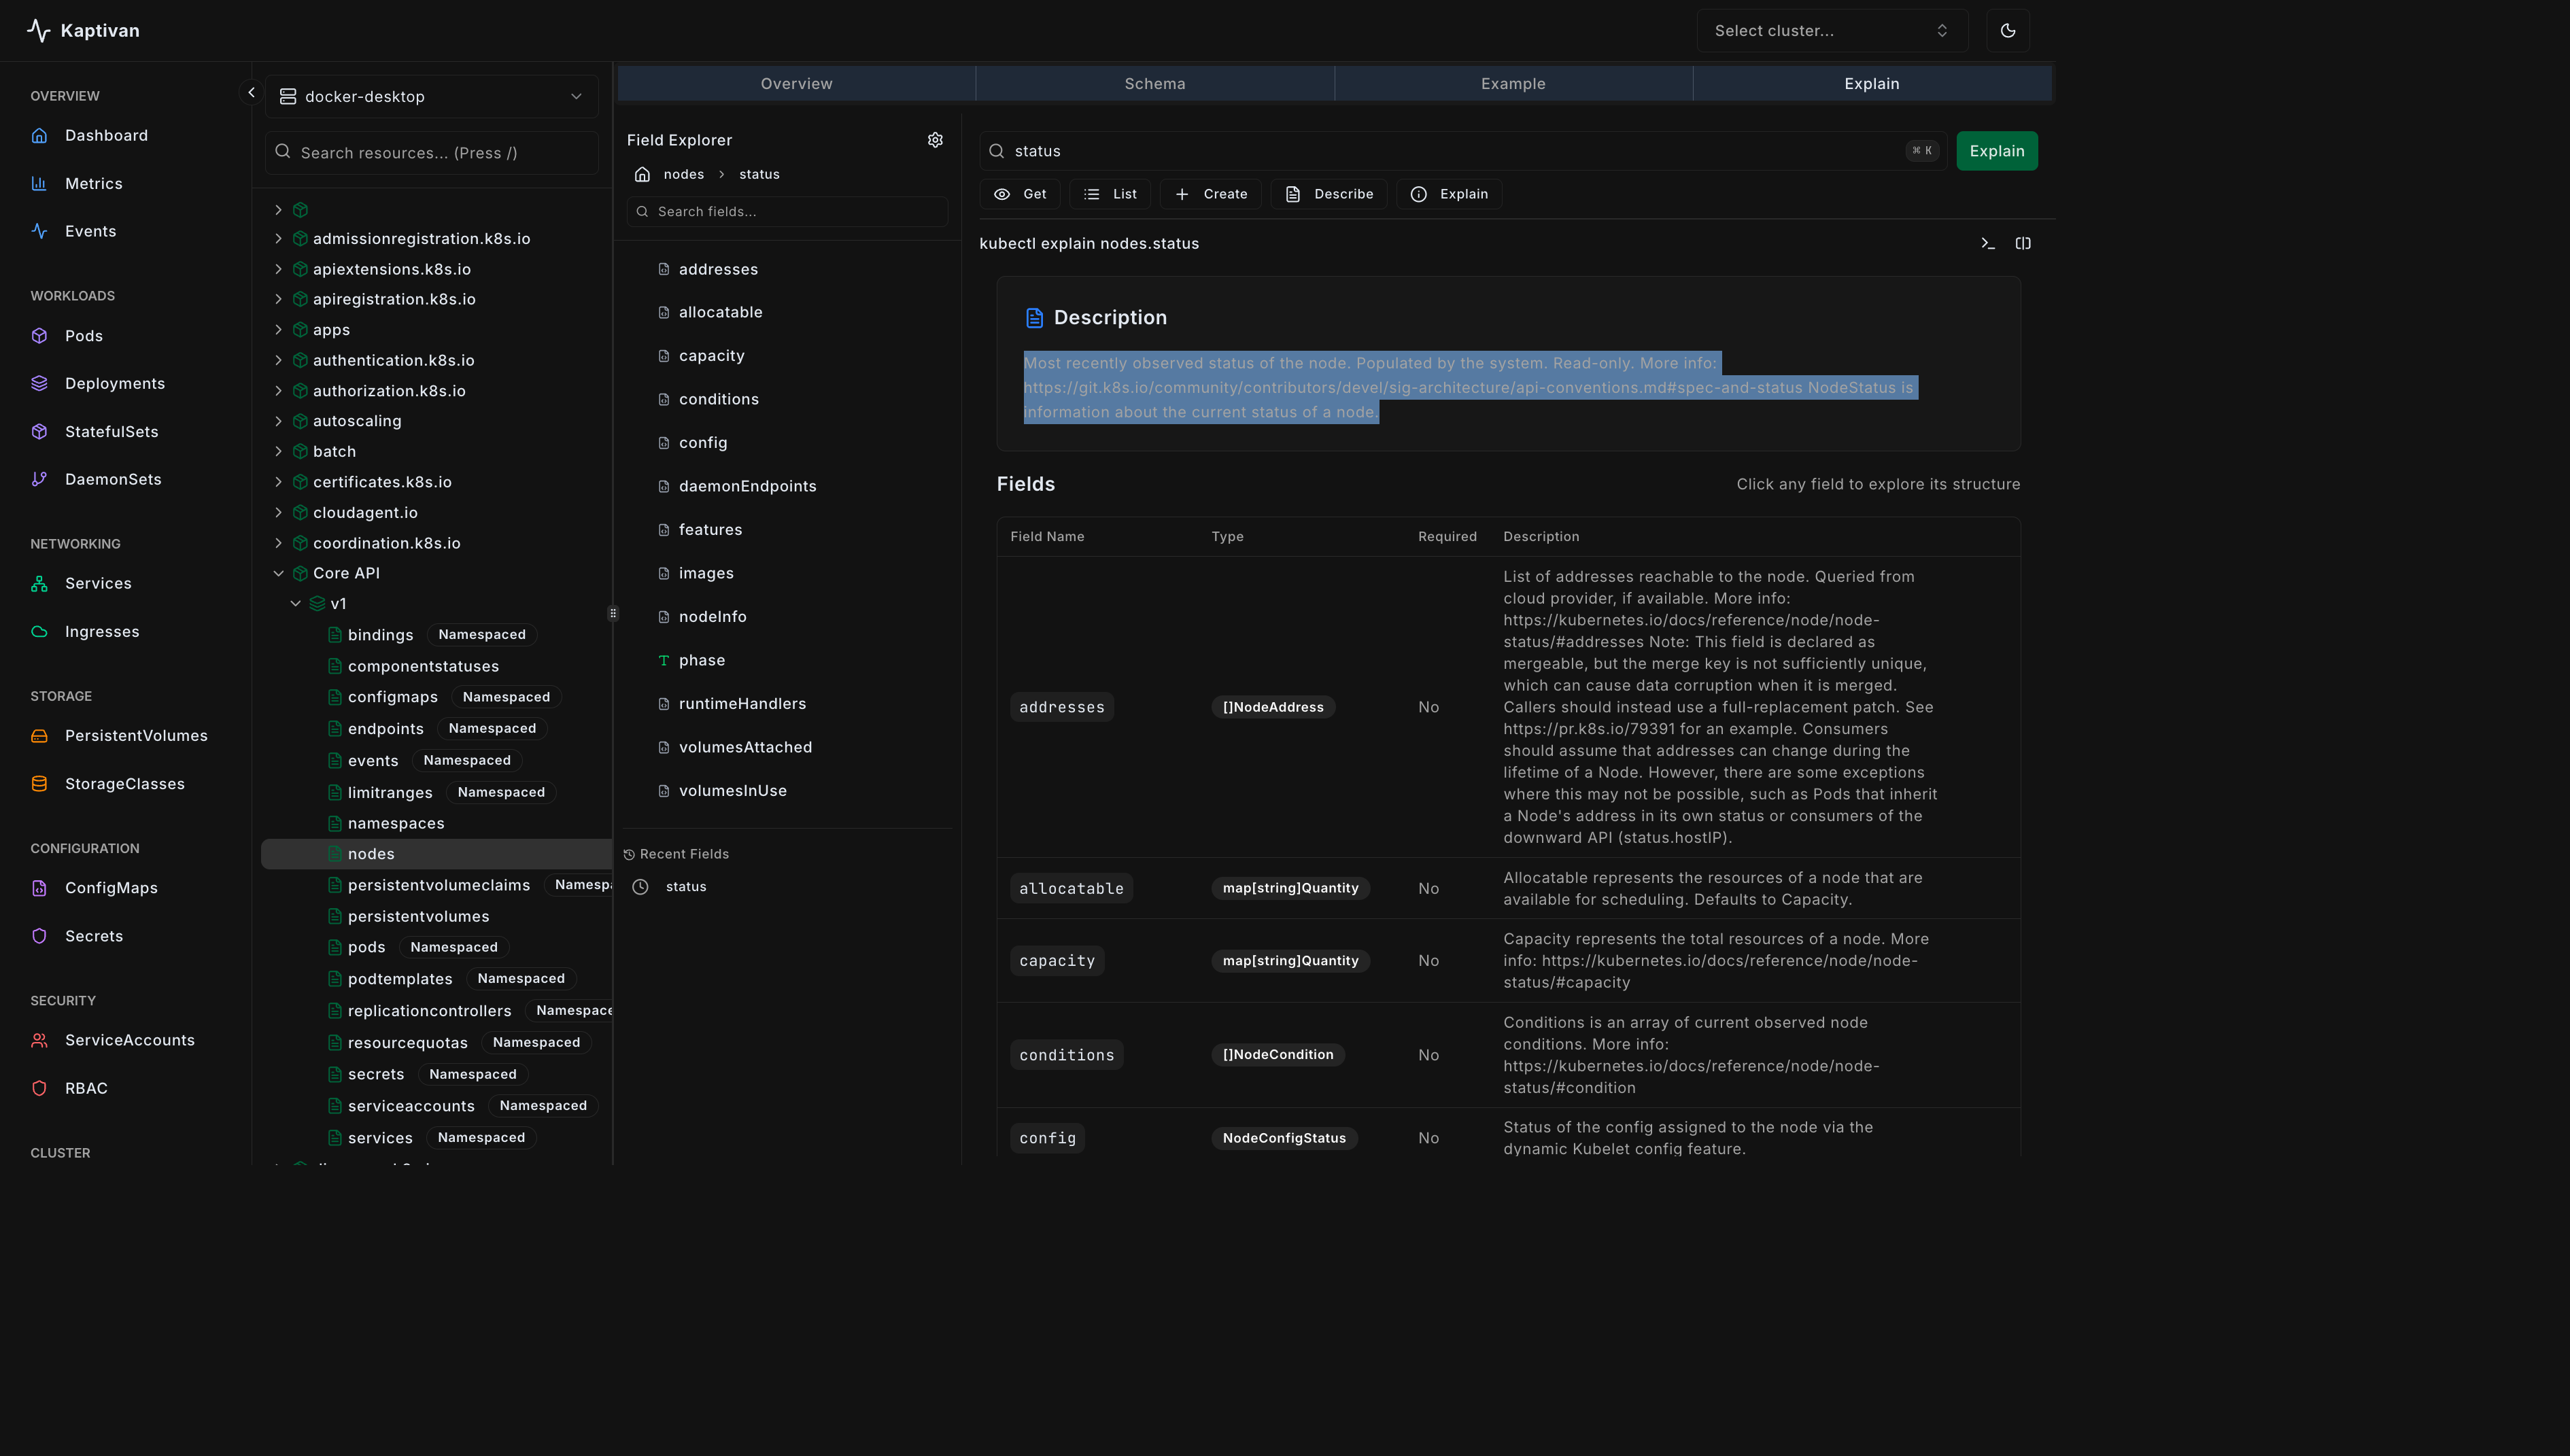 Kaptivan
Select cluster...
OVERVIEW
Dashboard
Metrics
Events
WORKLOADS
Pods
Deployments
StatefulSets
DaemonSets
NETWORKING
Services
Ingresses
STORAGE
PersistentVolumes
StorageClasses
CONFIGURATION
ConfigMaps
Secrets
SECURITY
ServiceAccounts
RBAC
CLUSTER
docker-desktop
Search resources... (Press /)
admissionregistration.k8s.io
apiextensions.k8s.io
apiregistration.k8s.io
apps
authentication.k8s.io
authorization.k8s.io
autoscaling
batch
certificates.k8s.io
cloudagent.io
coordination.k8s.io
Core API
v1
bindings Namespaced
componentstatuses
configmaps Namespaced
endpoints Namespaced
events Namespaced
limitranges Namespaced
namespaces
nodes
persistentvolumeclaims Namespa
persistentvolumes
pods Namespaced
podtemplates Namespaced
replicationcontrollers Namespace
resourcequotas Namespaced
secrets Namespaced
serviceaccounts Namespaced
services Namespaced
Overview Schema Example Explain
Field Explorer
nodes > status
Search fields...
addresses
allocatable
capacity
conditions
config
daemonEndpoints
features
images
nodeInfo
phase
runtimeHandlers
volumesAttached
volumesInUse
Recent Fields
status
status ⌘ K Explain
Get List Create Describe Explain
kubectl explain nodes.status
Description
Most recently observed status of the node. Populated by the system. Read-only. More info:
https://git.k8s.io/community/contributors/devel/sig-architecture/api-conventions.md#spec-and-status NodeStatus is
information about the current status of a node.
Fields
Click any field to explore its structure
Field Name Type Required Description
addresses []NodeAddress No
List of addresses reachable to the node. Queried from
cloud provider, if available. More info:
https://kubernetes.io/docs/reference/node/node-
status/#addresses Note: This field is declared as
mergeable, but the merge key is not sufficiently unique,
which can cause data corruption when it is merged.
Callers should instead use a full-replacement patch. See
https://pr.k8s.io/79391 for an example. Consumers
should assume that addresses can change during the
lifetime of a Node. However, there are some exceptions
where this may not be possible, such as Pods that inherit
a Node's address in its own status or consumers of the
downward API (status.hostIP).
allocatable map[string]Quantity No
Allocatable represents the resources of a node that are
available for scheduling. Defaults to Capacity.
capacity map[string]Quantity No
Capacity represents the total resources of a node. More
info: https://kubernetes.io/docs/reference/node/node-
status/#capacity
conditions []NodeCondition No
Conditions is an array of current observed node
conditions. More info:
https://kubernetes.io/docs/reference/node/node-
status/#condition
config NodeConfigStatus No
Status of the config assigned to the node via the
dynamic Kubelet config feature.